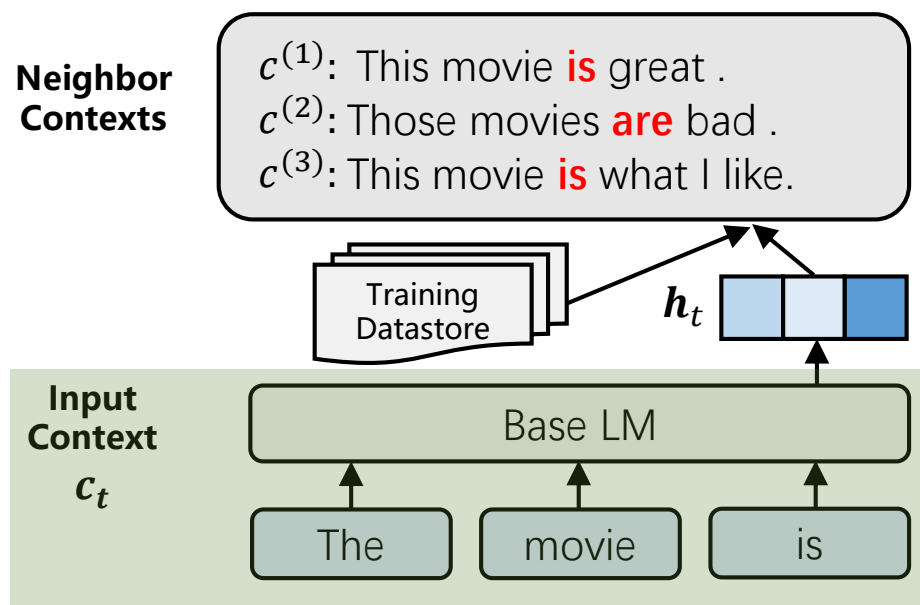 Neighbor
Contexts
c^{(1)}: This movie is great .
c^{(2)}: Those movies are bad .
c^{(3)}: This movie is what I like.
Training
Datastore
h_t
Input
Context
c_t
Base LM
The movie is